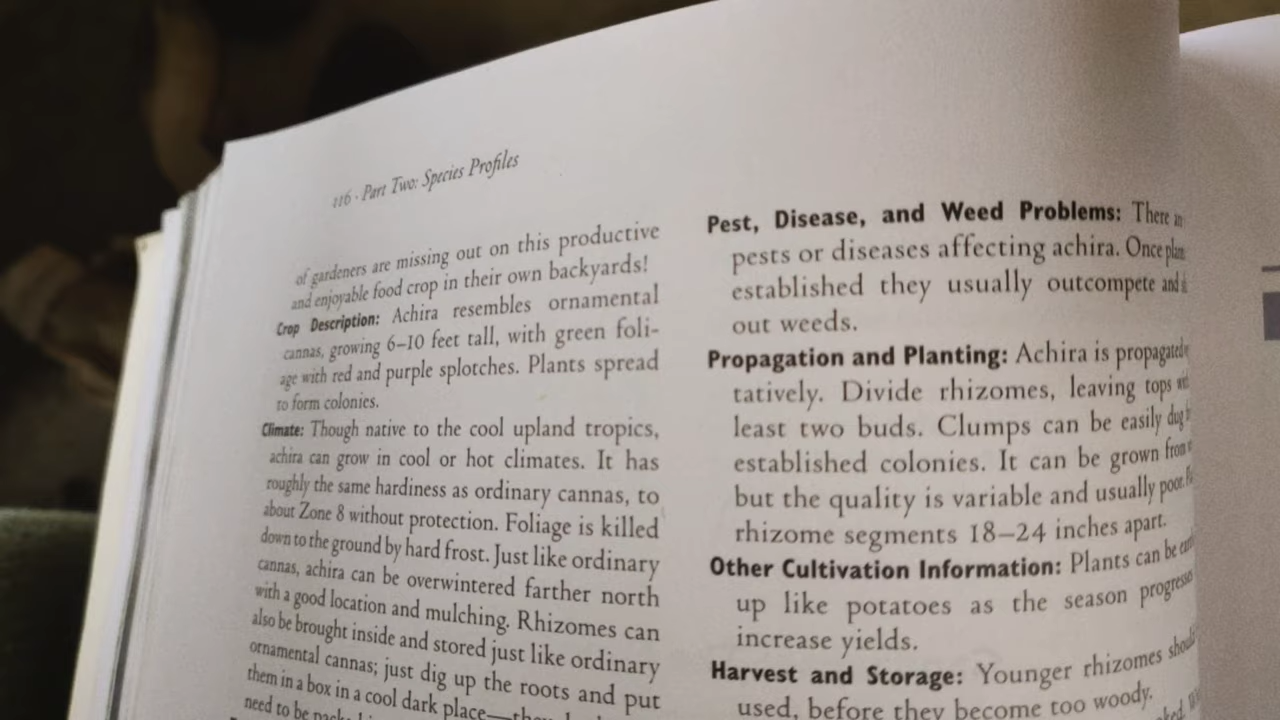 116 · Part Two: Species Profiles
of gardeners are missing out on this productive
and enjoyable food crop in their own backyards!
Crop Description: Achira resembles ornamental
cannas, growing 6–10 feet tall, with green foli-
age with red and purple splotches. Plants spread
to form colonies.
Climate: Though native to the cool upland tropics,
achira can grow in cool or hot climates. It has
roughly the same hardiness as ordinary cannas, to
about Zone 8 without protection. Foliage is killed
down to the ground by hard frost. Just like ordinary
cannas, achira can be overwintered farther north
with a good location and mulching. Rhizomes can
also be brought inside and stored just like ordinary
ornamental cannas; just dig up the roots and put
them in a box in a cool dark place—
need to be
Pest, Disease, and Weed Problems: There
pests or diseases affecting achira. Once
established they usually outcompete and
out weeds.
Propagation and Planting: Achira is propagated
tatively. Divide rhizomes, leaving tops
least two buds. Clumps can be easily dug
established colonies. It can be grown from
but the quality is variable and usually poor.
rhizome segments 18–24 inches apart.
Other Cultivation Information: Plants can be
up like potatoes as the season
increase yields.
Harvest and Storage: Younger rhizomes
used, before they become too woody.